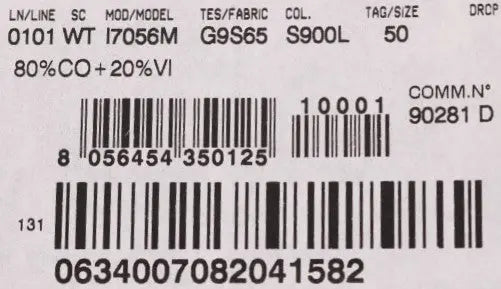 LN/LINE SC MOD/MODEL TES/FABRIC COL. TAG/SIZE DRCP
0101 WT I7056M G9S65 S900L 50
80%CO+20%VI
10001
COMM.N°
90281 D
8 056454 350125
131
0634007082041582